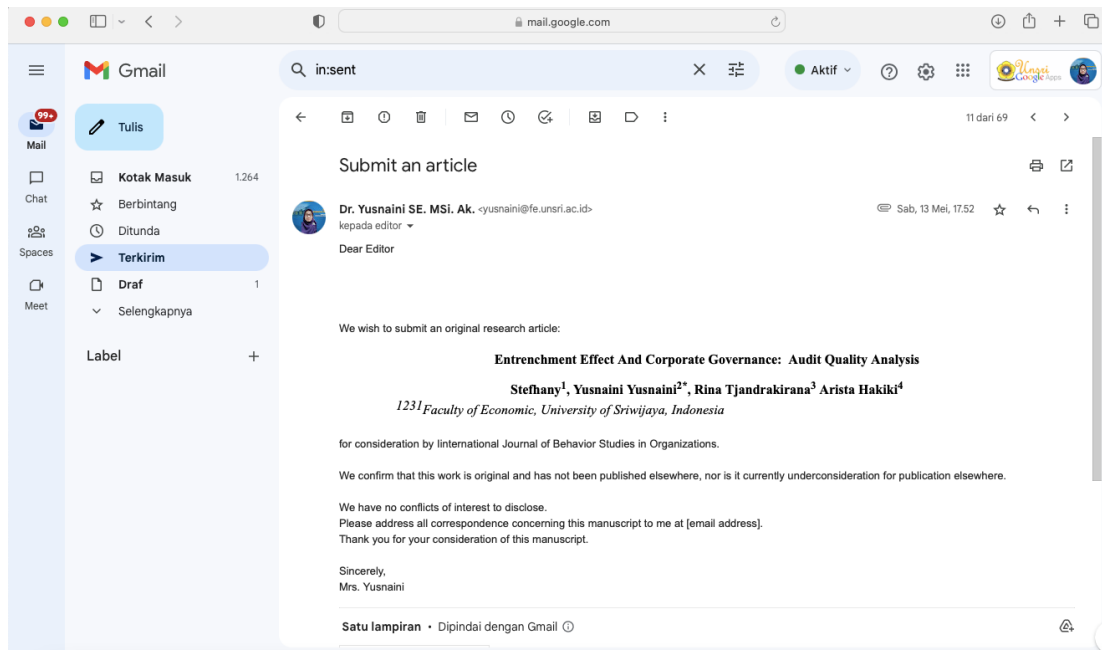 mail.google.com
Gmail
in:sent
Aktif
Unsri
Google Apps
99+
Mail
Chat
Spaces
Meet
Tulis
Kotak Masuk 1.264
Berbintang
Ditunda
Terkirim
Draf 1
Selengkapnya
Label
11 dari 69
Submit an article
Dr. Yusnaini SE. MSi. Ak. <yusnaini@fe.unsri.ac.id> Sab, 13 Mei, 17.52
kepada editor
Dear Editor
We wish to submit an original research article:
Entrenchment Effect And Corporate Governance: Audit Quality Analysis
Stefhany1, Yusnaini Yusnaini2*, Rina Tjandrakirana3 Arista Hakiki4
1231Faculty of Economic, University of Sriwijaya, Indonesia
for consideration by Iinternational Journal of Behavior Studies in Organizations.
We confirm that this work is original and has not been published elsewhere, nor is it currently underconsideration for publication elsewhere.
We have no conflicts of interest to disclose.
Please address all correspondence concerning this manuscript to me at [email address].
Thank you for your consideration of this manuscript.
Sincerely,
Mrs. Yusnaini
Satu lampiran • Dipindai dengan Gmail